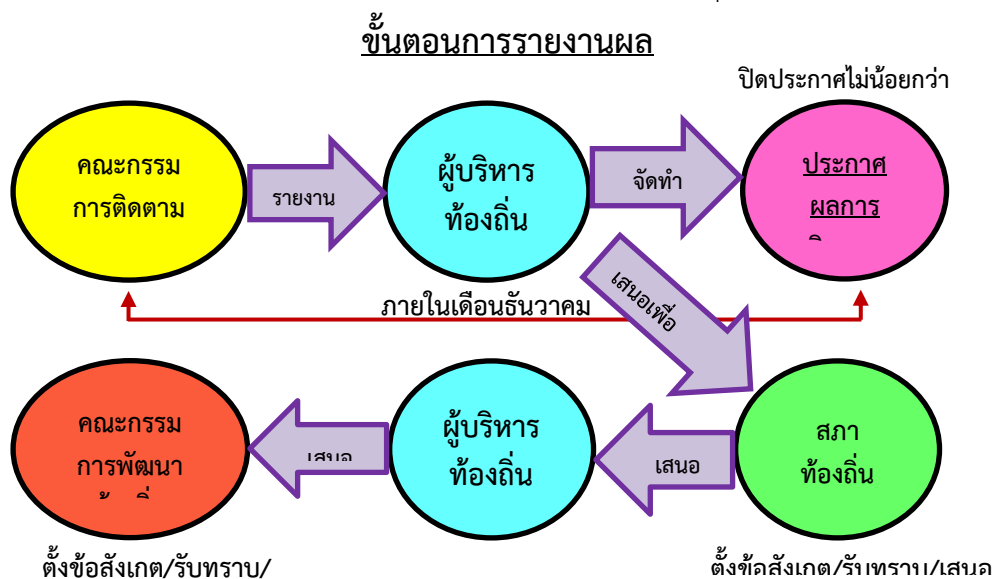 ขั้นตอนการรายงานผล
ปิดประกาศไม่น้อยกว่า
คณะกรรม
การติดตาม
รายงาน
ผู้บริหาร
ท้องถิ่น
จัดทำ
ประกาศ
ผลการ
เสนอเพื่อ
ภายในเดือนธันวาคม
คณะกรรม
การพัฒนา
เสนอ
ผู้บริหาร
ท้องถิ่น
เสนอ
สภา
ท้องถิ่น
ตั้งข้อสังเกต/รับทราบ/
ตั้งข้อสังเกต/รับทราบ/เสนอ